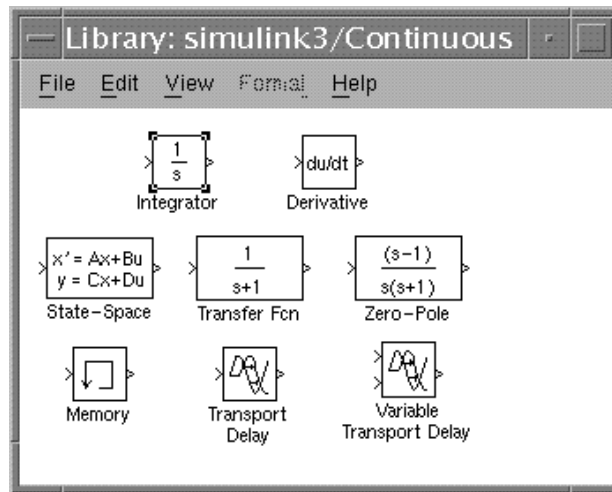 Library: simulink3/Continuous
File Edit View Format Help
1
s
du/dt
Integrator
Derivative
x' = Ax+Bu
y = Cx+Du
State-Space
1
s+1
Transfer Fcn
(s-1)
s(s+1)
Zero-Pole
Memory
Transport
Delay
Variable
Transport Delay